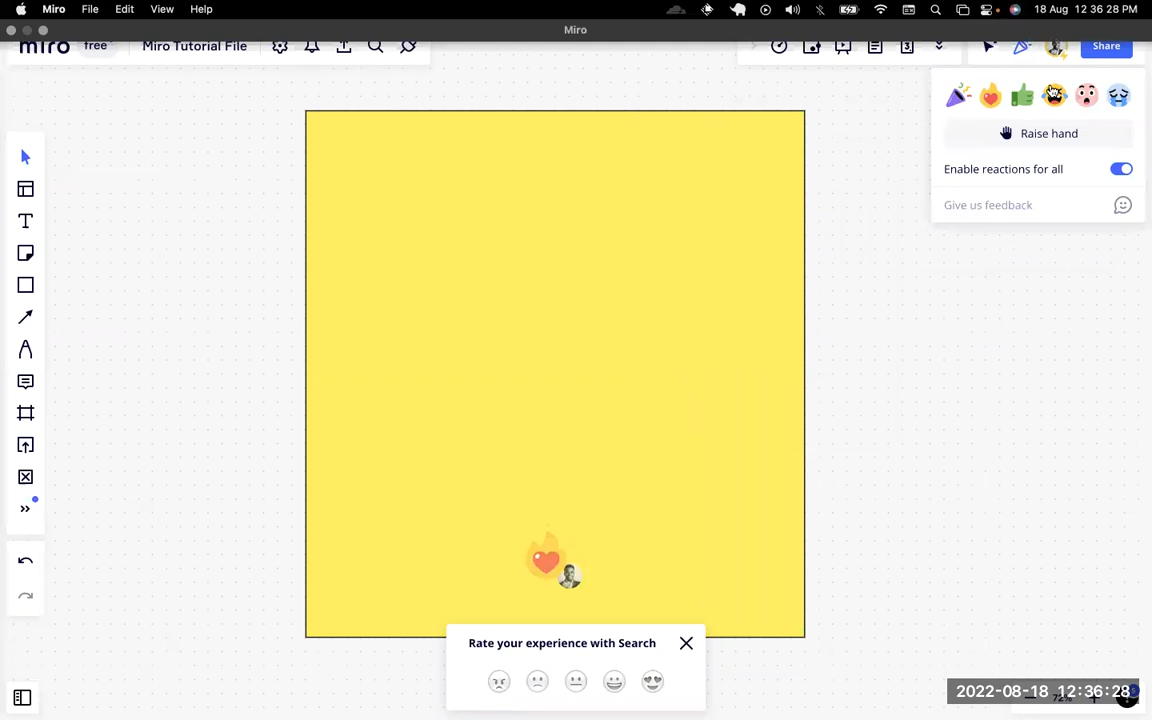 Miro File Edit View Help 18 Aug 12 36 28 PM
Miro
miro free Miro Tutorial File 3 Share
Raise hand
Enable reactions for all
Give us feedback
T
Rate your experience with Search
2022-08-18 12:36:28
72%